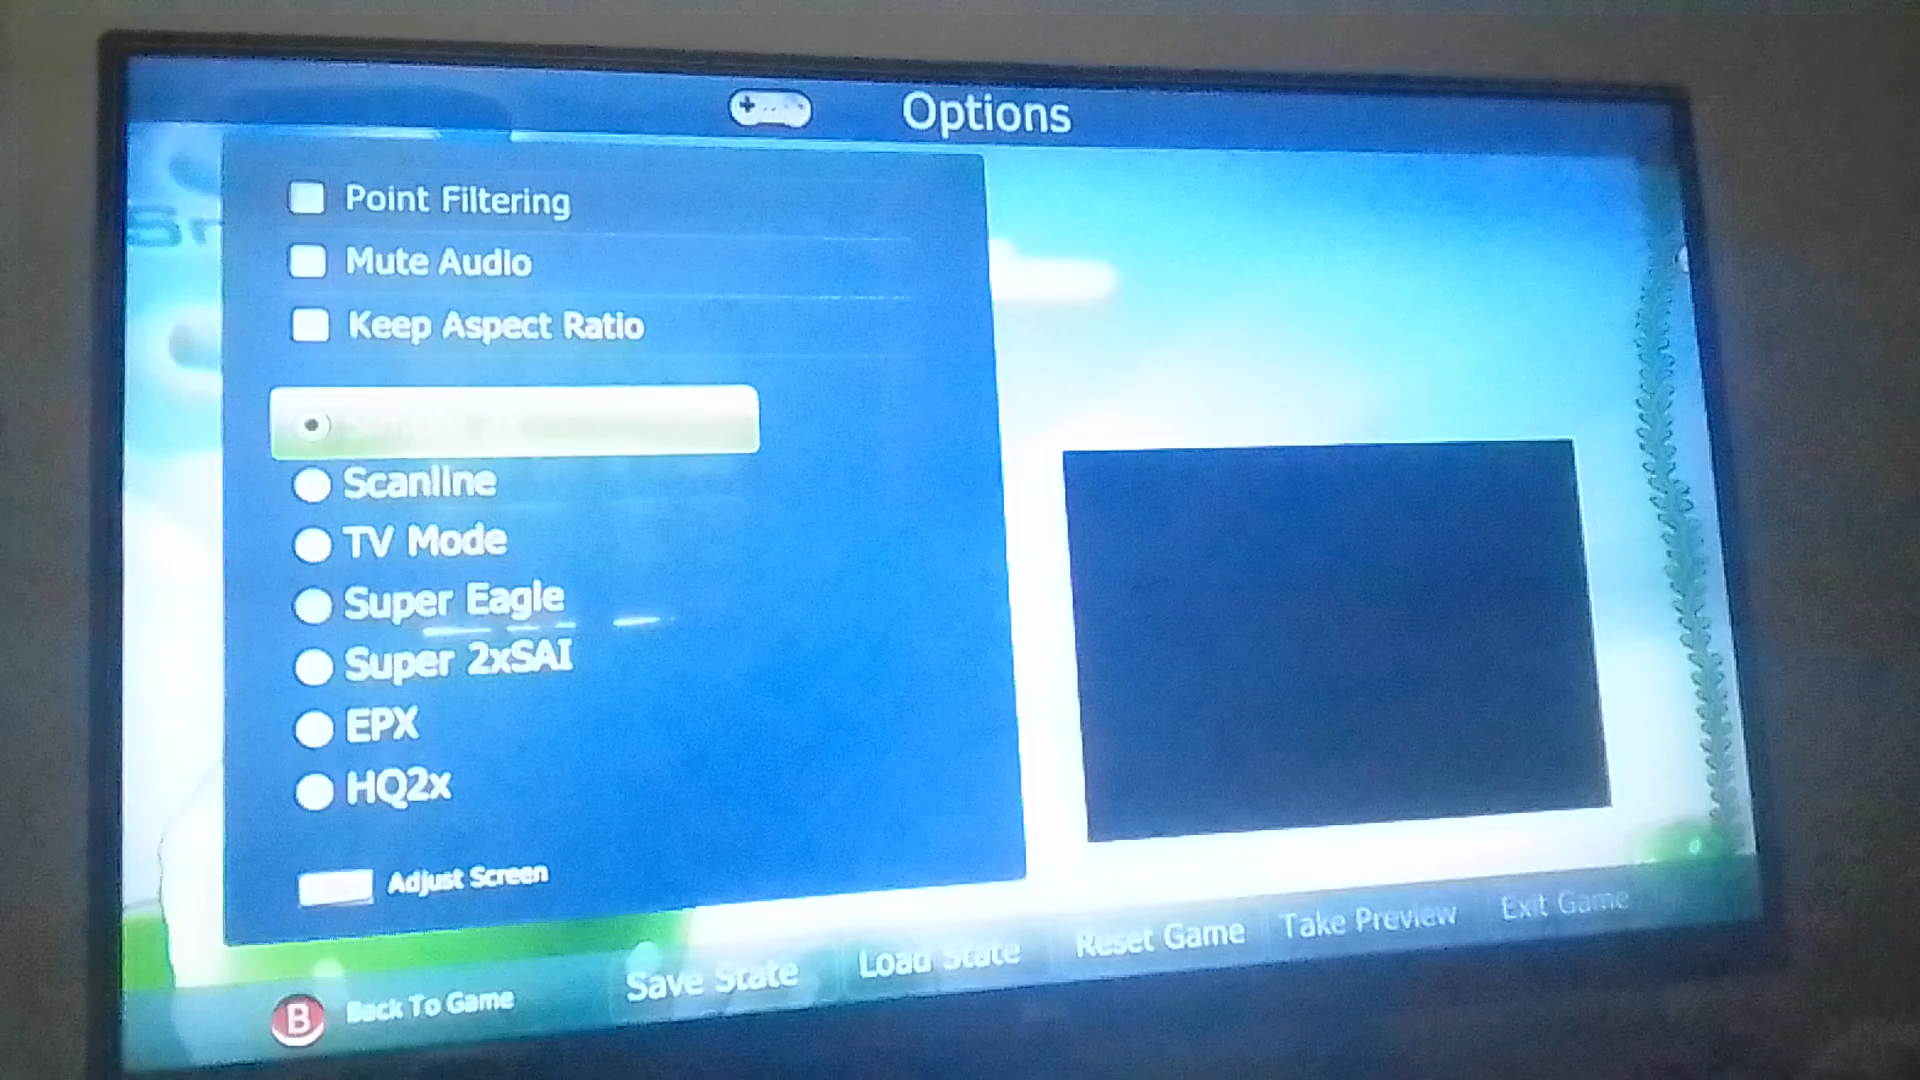 Options
Point Filtering
Mute Audio
Keep Aspect Ratio
Scanline
TV Mode
Super Eagle
Super 2xSAI
EPX
HQ2x
Adjust Screen
B Back To Game Save State Load State Reset Game Take Preview Exit Game